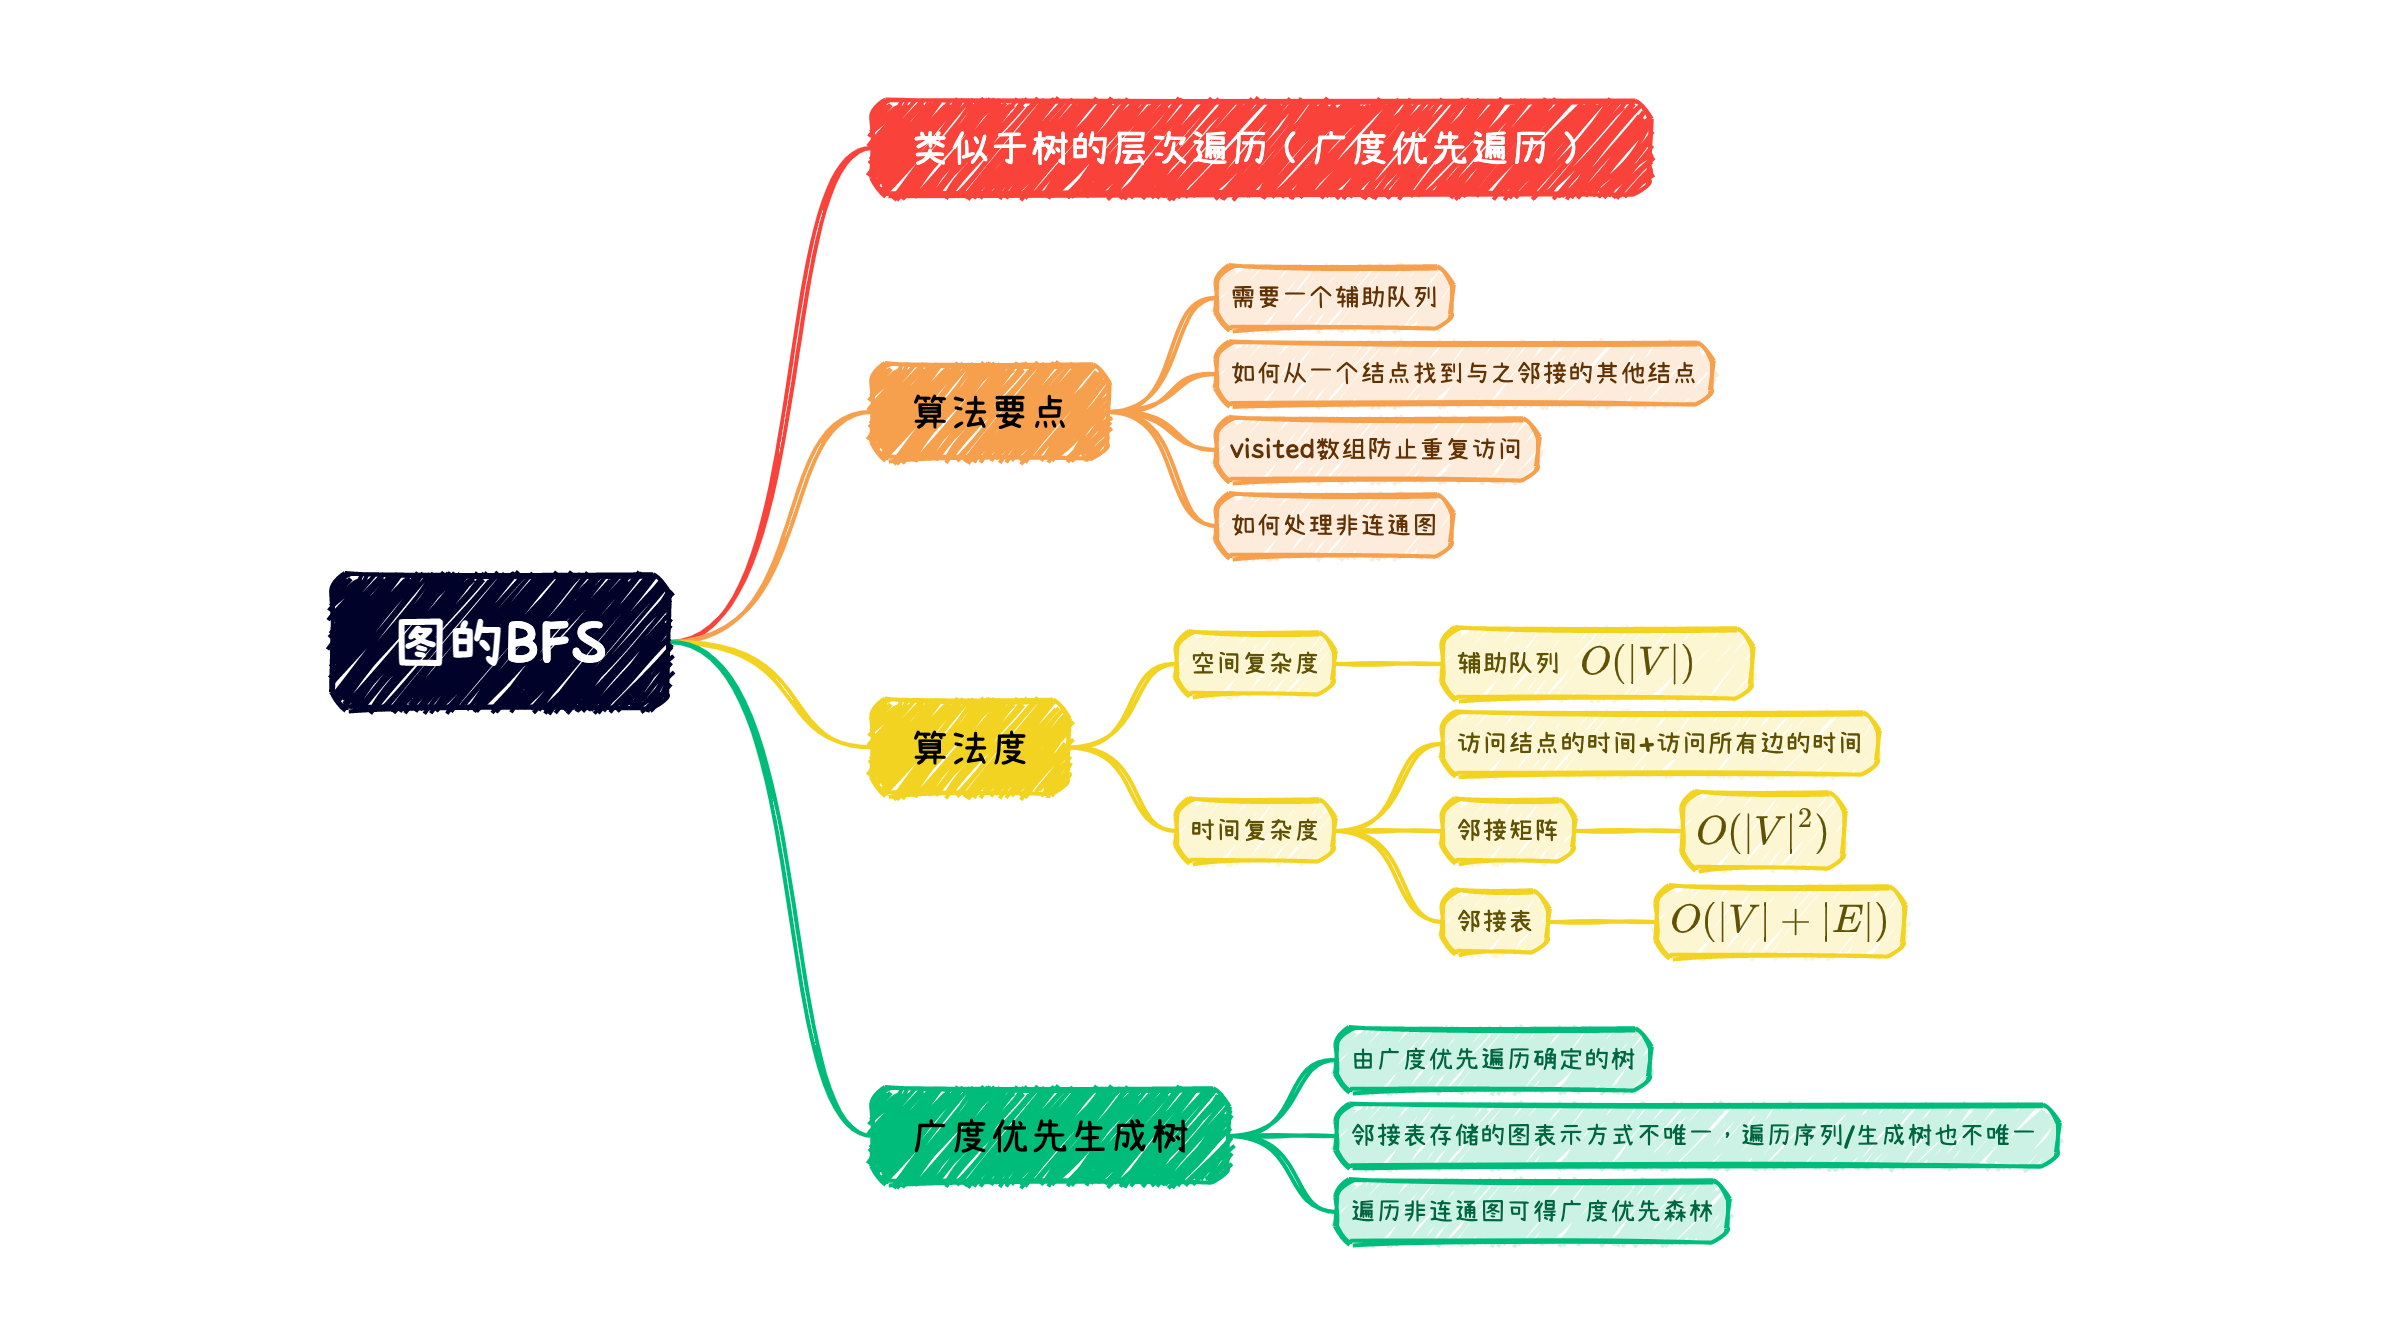 图的BFS
类似于树的层次遍历（广度优先遍历）
算法要点
需要一个辅助队列
如何从一个结点找到与之邻接的其他结点
visited数组防止重复访问
如何处理非连通图
算法度
空间复杂度
辅助队列 O(|V|)
时间复杂度
访问结点的时间+访问所有边的时间
邻接矩阵
O(|V|²)
邻接表
O(|V| + |E|)
广度优先生成树
由广度优先遍历确定的树
邻接表存储的图表示方式不唯一，遍历序列/生成树也不唯一
遍历非连通图可得广度优先森林